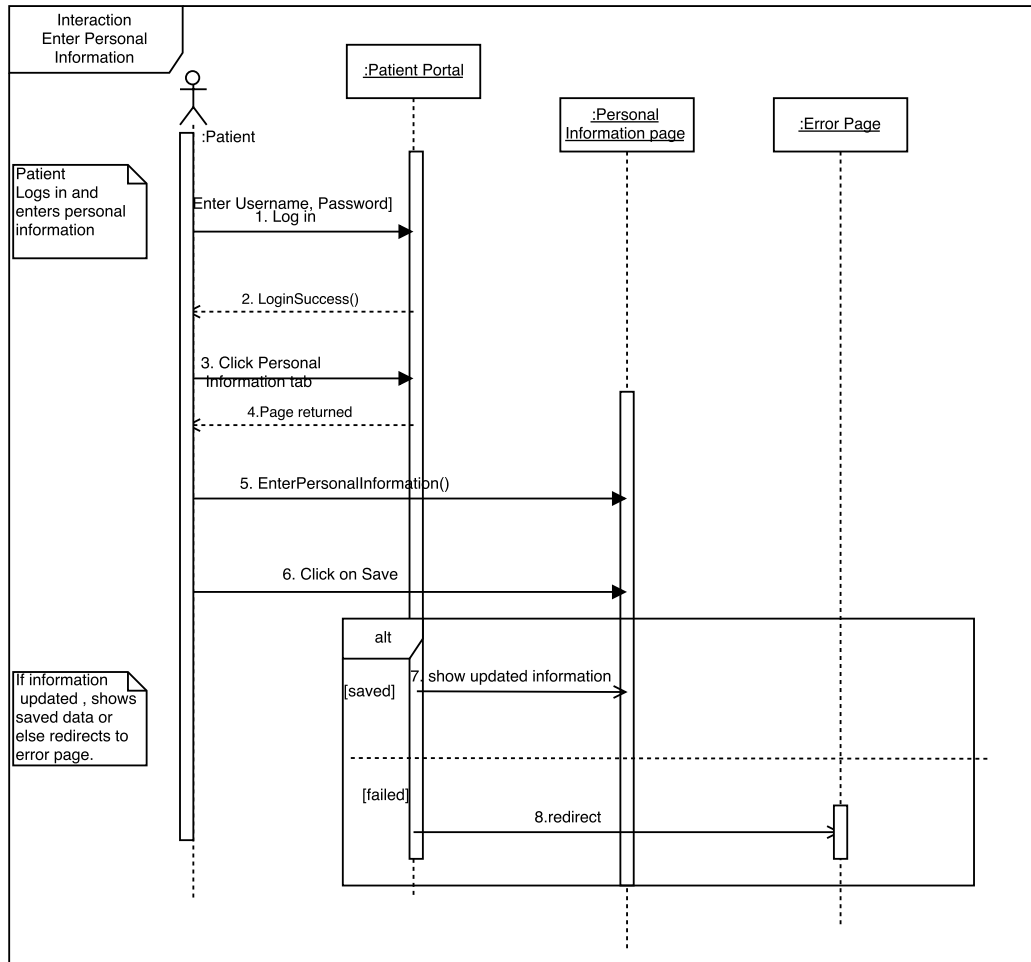 Interaction
Enter Personal
Information
:Patient Portal
:Personal
Information page
:Error Page
:Patient
Patient
Logs in and
enters personal
information
Enter Username, Password]
1. Log in
2. LoginSuccess()
3. Click Personal
Information tab
4.Page returned
5. EnterPersonalInformation()
6. Click on Save
alt
7. show updated information
[saved]
If information
updated , shows
saved data or
else redirects to
error page.
[failed]
8.redirect